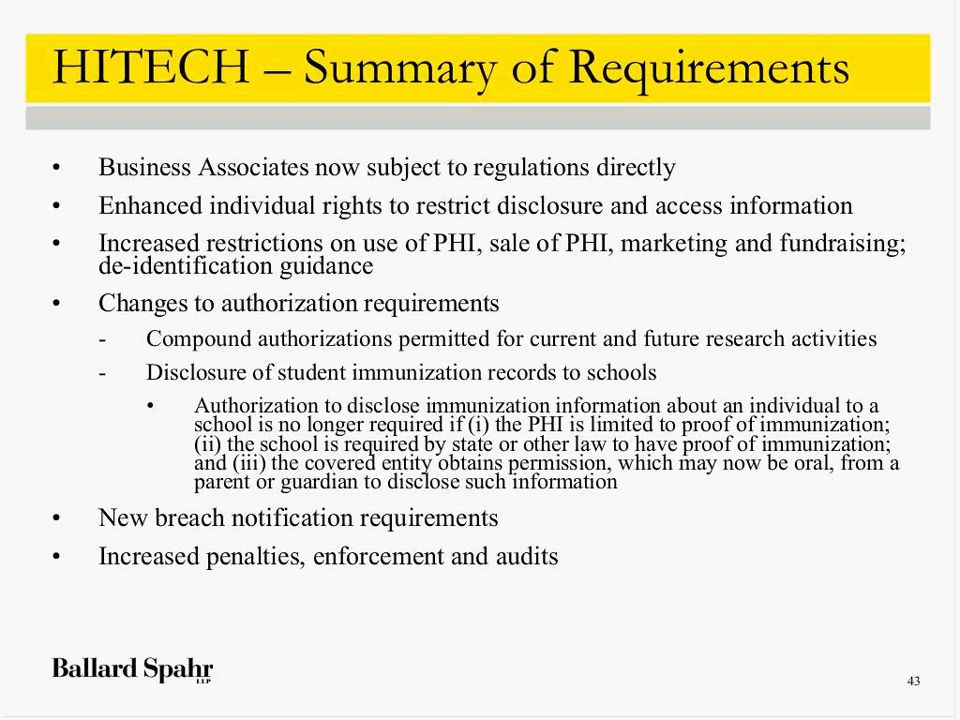 HITECH – Summary of Requirements
• Business Associates now subject to regulations directly
• Enhanced individual rights to restrict disclosure and access information
• Increased restrictions on use of PHI, sale of PHI, marketing and fundraising;
de-identification guidance
• Changes to authorization requirements
- Compound authorizations permitted for current and future research activities
- Disclosure of student immunization records to schools
• Authorization to disclose immunization information about an individual to a
school is no longer required if (i) the PHI is limited to proof of immunization;
(ii) the school is required by state or other law to have proof of immunization;
and (iii) the covered entity obtains permission, which may now be oral, from a
parent or guardian to disclose such information
• New breach notification requirements
• Increased penalties, enforcement and audits
Ballard Spahr
LLP
43